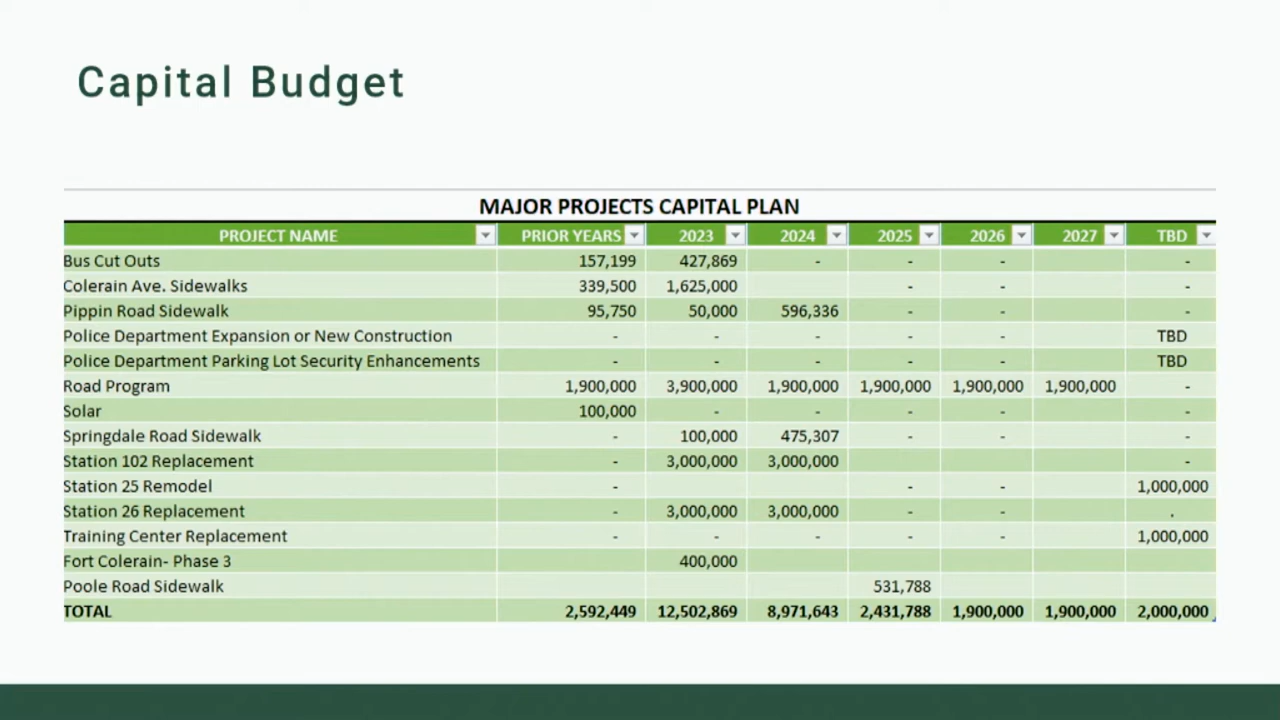 Capital Budget
MAJOR PROJECTS CAPITAL PLAN
PROJECT NAME PRIOR YEARS 2023 2024 2025 2026 2027 TBD
Bus Cut Outs 157,199 427,869 - - - -
Colerain Ave. Sidewalks 339,500 1,625,000 - - -
Pippin Road Sidewalk 95,750 50,000 596,336 - - -
Police Department Expansion or New Construction - - - - - TBD
Police Department Parking Lot Security Enhancements - - - - - TBD
Road Program 1,900,000 3,900,000 1,900,000 1,900,000 1,900,000 1,900,000 -
Solar 100,000 - - - - -
Springdale Road Sidewalk - 100,000 475,307 - - -
Station 102 Replacement - 3,000,000 3,000,000 -
Station 25 Remodel - - - 1,000,000
Station 26 Replacement - 3,000,000 3,000,000 - - .
Training Center Replacement - - - - - 1,000,000
Fort Colerain- Phase 3 400,000
Poole Road Sidewalk 531,788
TOTAL 2,592,449 12,502,869 8,971,643 2,431,788 1,900,000 1,900,000 2,000,000